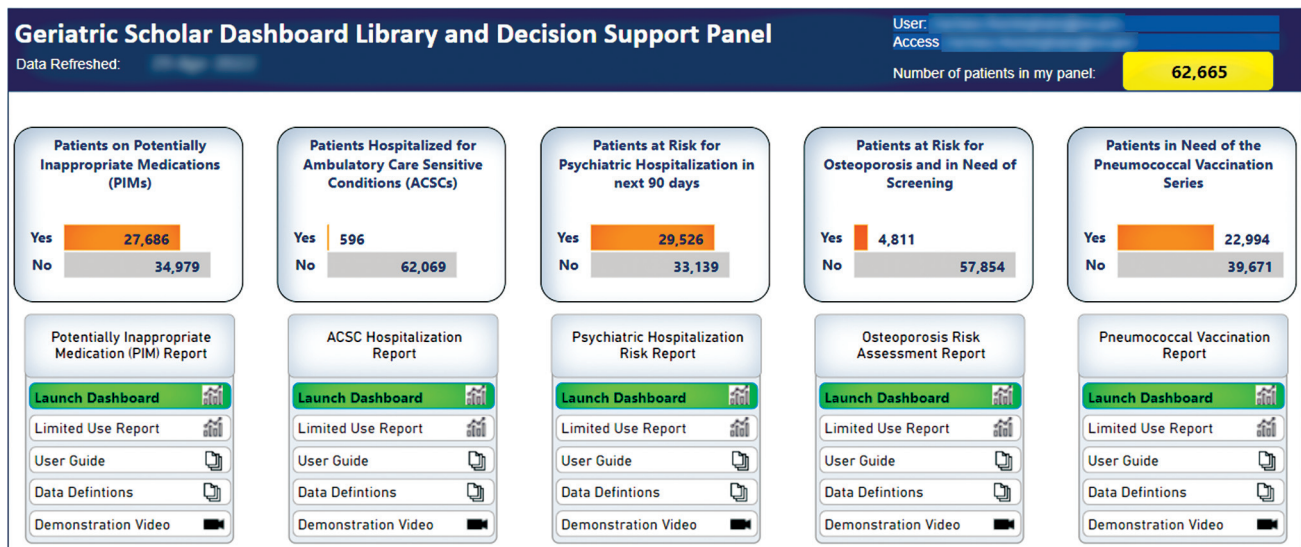 Geriatric Scholar Dashboard Library and Decision Support Panel
Data Refreshed:
User:
Access
Number of patients in my panel:
62,665
Patients on Potentially
Inappropriate Medications
(PIMs)
Yes 27,686
No 34,979
Patients Hospitalized for
Ambulatory Care Sensitive
Conditions (ACSCs)
Yes 596
No 62,069
Patients at Risk for
Psychiatric Hospitalization in
next 90 days
Yes 29,526
No 33,139
Patients at Risk for
Osteoporosis and in Need of
Screening
Yes 4,811
No 57,854
Patients in Need of the
Pneumococcal Vaccination
Series
Yes 22,994
No 39,671
Potentially Inappropriate
Medication (PIM) Report
Launch Dashboard
Limited Use Report
User Guide
Data Defintions
Demonstration Video
ACSC Hospitalization
Report
Launch Dashboard
Limited Use Report
User Guide
Data Defintions
Demonstration Video
Psychiatric Hospitalization
Risk Report
Launch Dashboard
Limited Use Report
User Guide
Data Defintions
Demonstration Video
Osteoporosis Risk
Assessment Report
Launch Dashboard
Limited Use Report
User Guide
Data Defintions
Demonstration Video
Pneumococcal Vaccination
Report
Launch Dashboard
Limited Use Report
User Guide
Data Defintions
Demonstration Video